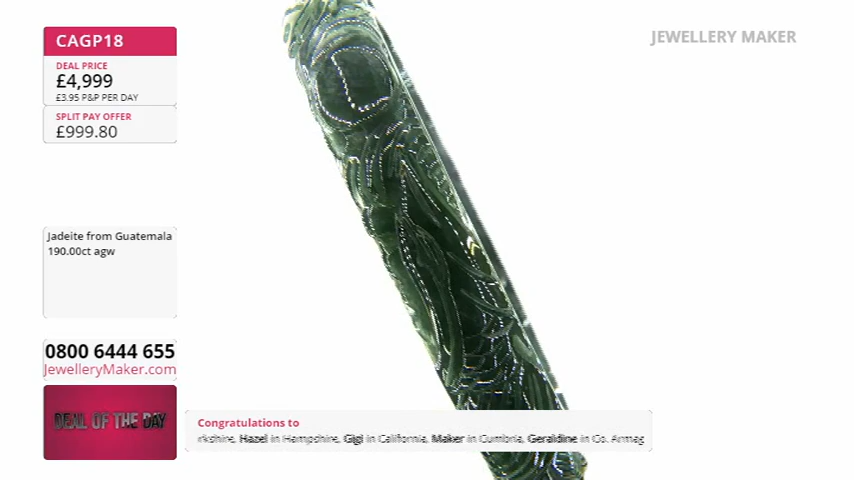 CAGP18
DEAL PRICE
£4,999
£3.95 P&P PER DAY
SPLIT PAY OFFER
£999.80
JEWELLERY MAKER
Jadeite from Guatemala
190.00ct agw
0800 6444 655
JewelleryMaker.com
DEAL OF THE DAY
Congratulations to
rkshire, Hazel in Hampshire, Gigi in California, Maker in Cumbria, Geraldine in Co. Armag